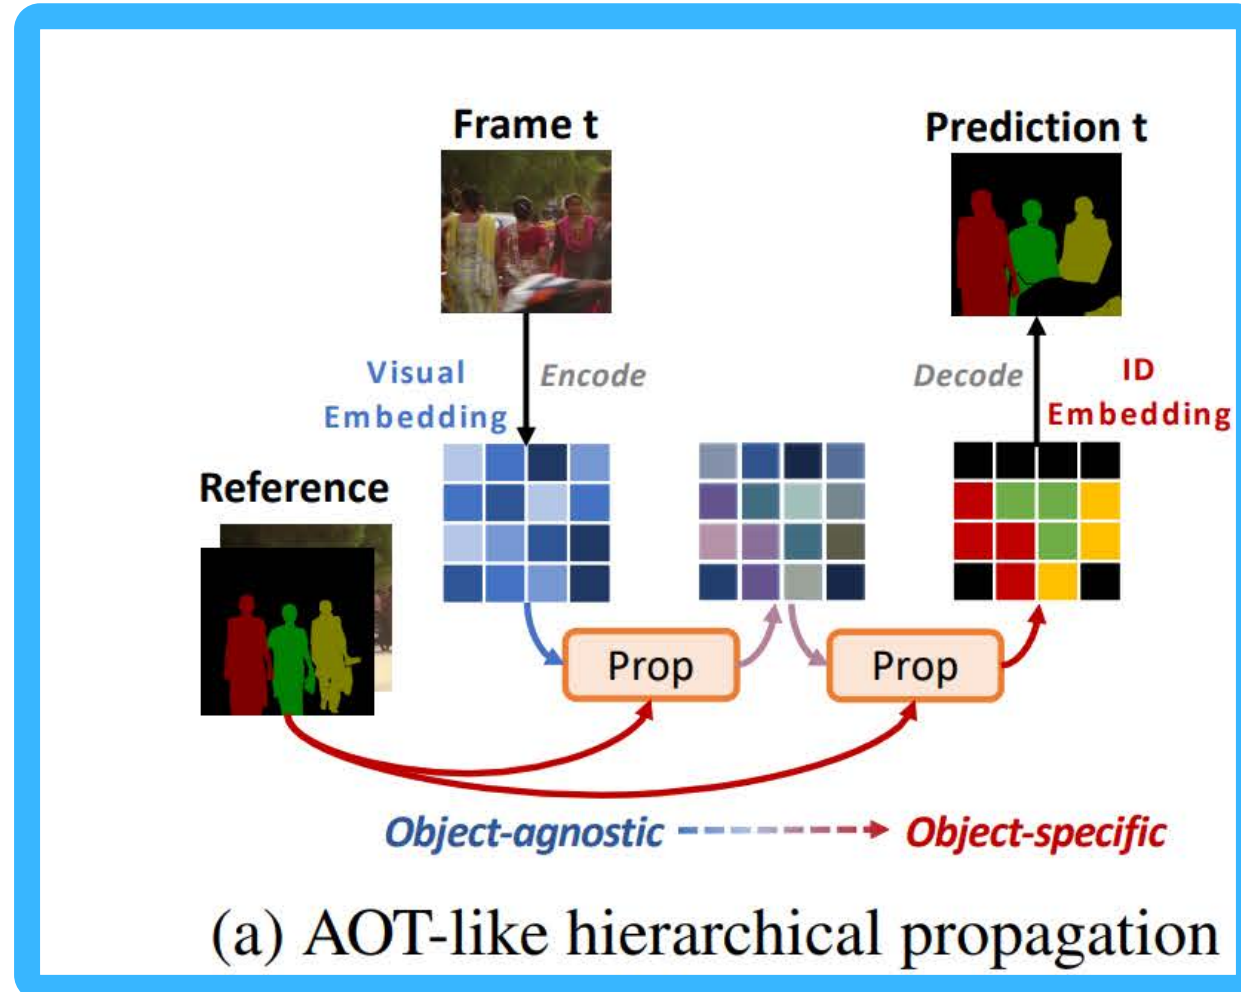 Frame t
Prediction t
Visual
Embedding
Encode
Decode
ID
Embedding
Reference
Prop
Prop
Object-agnostic
Object-specific
(a) AOT-like hierarchical propagation